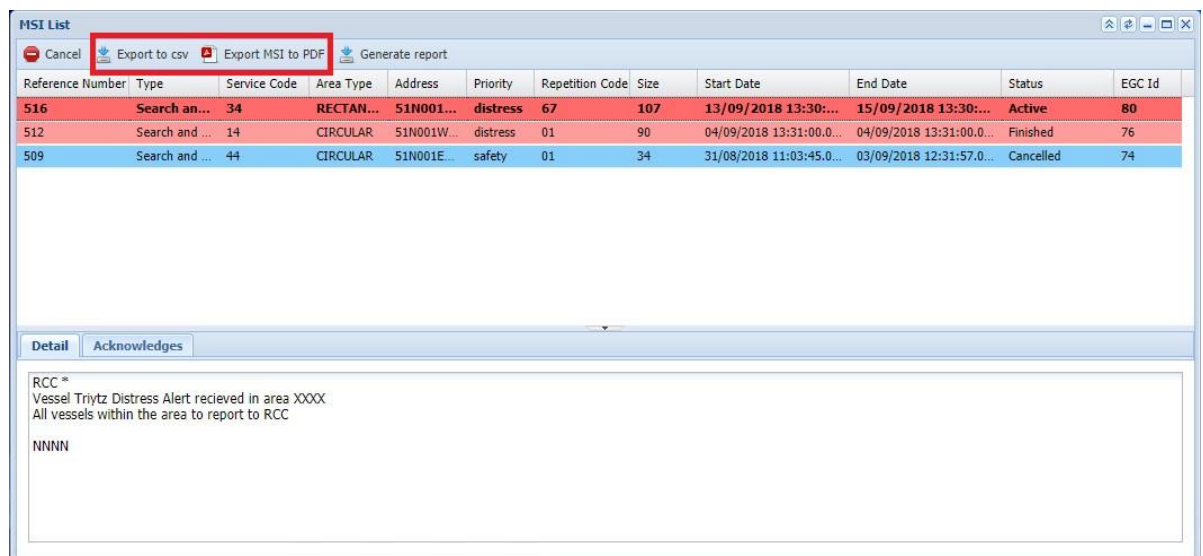 MSI List
Cancel Export to csv Export MSI to PDF Generate report
Reference Number Type Service Code Area Type Address Priority Repetition Code Size Start Date End Date Status EGC Id
516 Search an... 34 RECTAN... 51N001... distress 67 107 13/09/2018 13:30:... 15/09/2018 13:30:... Active 80
512 Search and ... 14 CIRCULAR 51N001W... distress 01 90 04/09/2018 13:31:00.0... 04/09/2018 13:31:00.0... Finished 76
509 Search and ... 44 CIRCULAR 51N001E... safety 01 34 31/08/2018 11:03:45.0... 03/09/2018 12:31:57.0... Cancelled 74
Detail Acknowledges
RCC *
Vessel Triytz Distress Alert recieved in area XXXX
All vessels within the area to report to RCC
NNNN